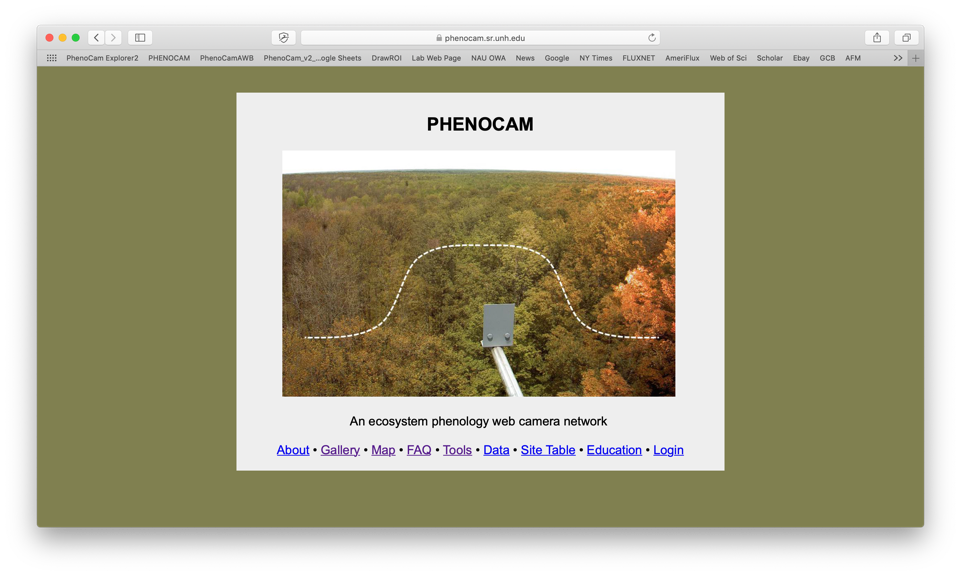 phenocam.sr.unh.edu
PhenoCam Explorer2 PHENOCAM PhenoCamAWB PhenoCam_v2_...ogle Sheets DrawROI Lab Web Page NAU OWA News Google NY Times FLUXNET AmeriFlux Web of Sci Scholar Ebay GCB AFM
PHENOCAM
An ecosystem phenology web camera network
About • Gallery • Map • FAQ • Tools • Data • Site Table • Education • Login